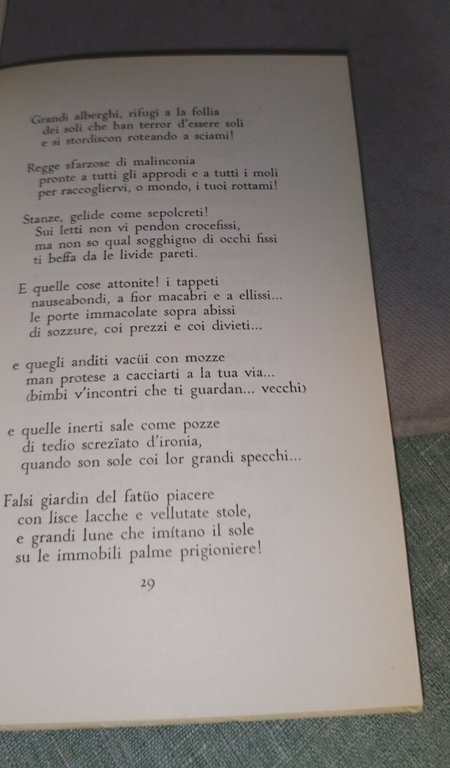 Grandi alberghi, rifugi a la follia
dei soli che han terror d'essere soli
e si stordiscon roteando a sciami!
Regge sfarzose di malinconia
pronte a tutti gli approdi e a tutti i moli
per raccogliervi, o mondo, i tuoi rottami!
Stanze, gelide come sepolcreti!
Sui letti non vi pendon crocefissi,
ma non so qual sogghigno di occhi fissi
ti beffa da le livide pareti.
E quelle cose attonite! i tappeti
nauseabondi, a fior macabri e a ellissi...
le porte immacolate sopra abissi
di sozzure, coi prezzi e coi divieti...
e quegli anditi vacüi con mozze
man protese a cacciarti a la tua via...
(bimbi v'incontri che ti guardan... vecchi)
e quelle inerti sale come pozze
di tedio screzïato d'ironia,
quando son sole coi lor grandi specchi...
Falsi giardin del fatüo piacere
con lisce lacche e vellutate stole,
e grandi lune che imítano il sole
su le immobili palme prigioniere!
29